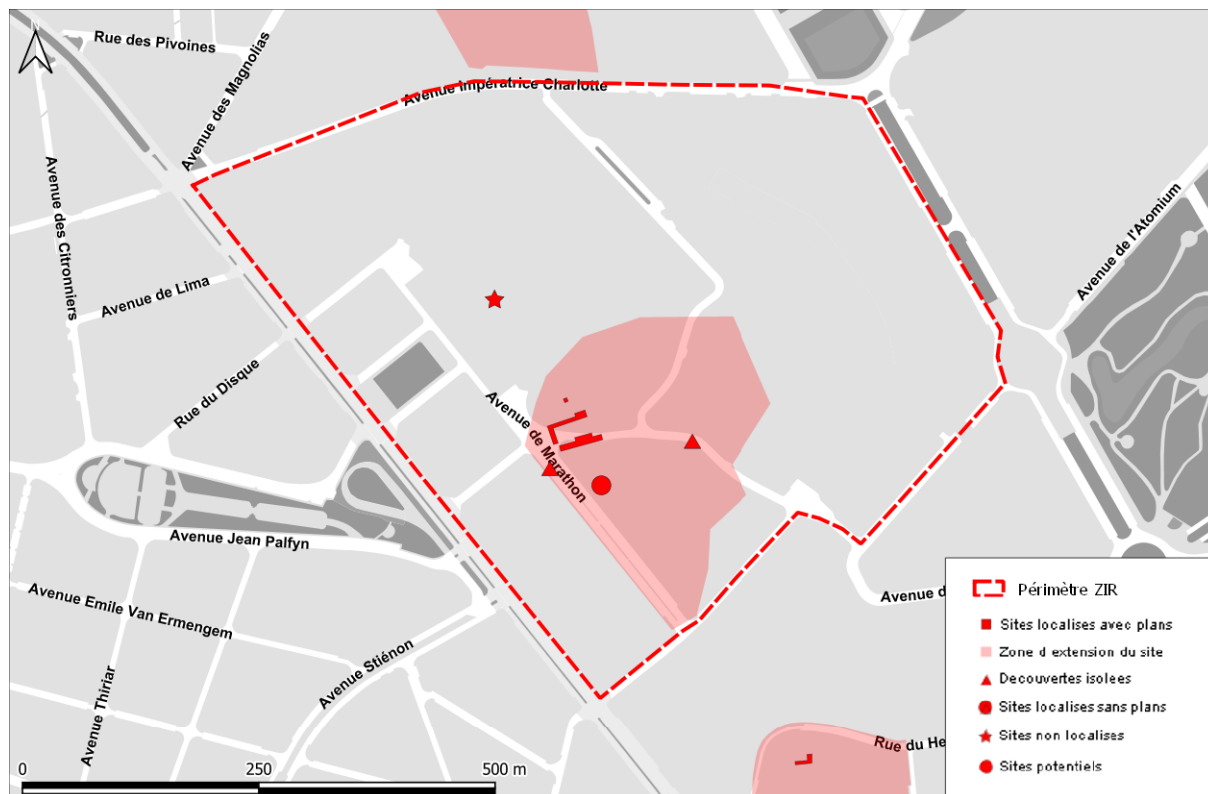 N
Rue des Pivoines
Avenue des Magnolias
Avenue Impératrice Charlotte
Avenue des Citronniers
Avenue de l'Atomium
Avenue de Lima
Rue du Disque
Avenue de Marathon
Avenue Jean Palfyn
Avenue Emile Van Ermengem
Avenue d
Avenue Stiénon
Avenue Thiriar
Rue du He
Périmètre ZIR
Sites localises avec plans
Zone d extension du site
Decouvertes isolees
Sites localises sans plans
Sites non localises
Sites potentiels
0 250 500 m